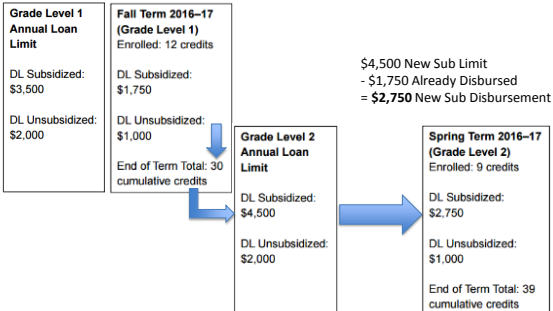 Grade Level 1
Annual Loan
Limit
DL Subsidized:
$3,500
DL Unsubsidized:
$2,000
Fall Term 2016–17
(Grade Level 1)
Enrolled: 12 credits
DL Subsidized:
$1,750
DL Unsubsidized:
$1,000
End of Term Total: 30
cumulative credits
$4,500 New Sub Limit
- $1,750 Already Disbursed
= $2,750 New Sub Disbursement
Grade Level 2
Annual Loan
Limit
DL Subsidized:
$4,500
DL Unsubsidized:
$2,000
Spring Term 2016–17
(Grade Level 2)
Enrolled: 9 credits
DL Subsidized:
$2,750
DL Unsubsidized:
$1,000
End of Term Total: 39
cumulative credits